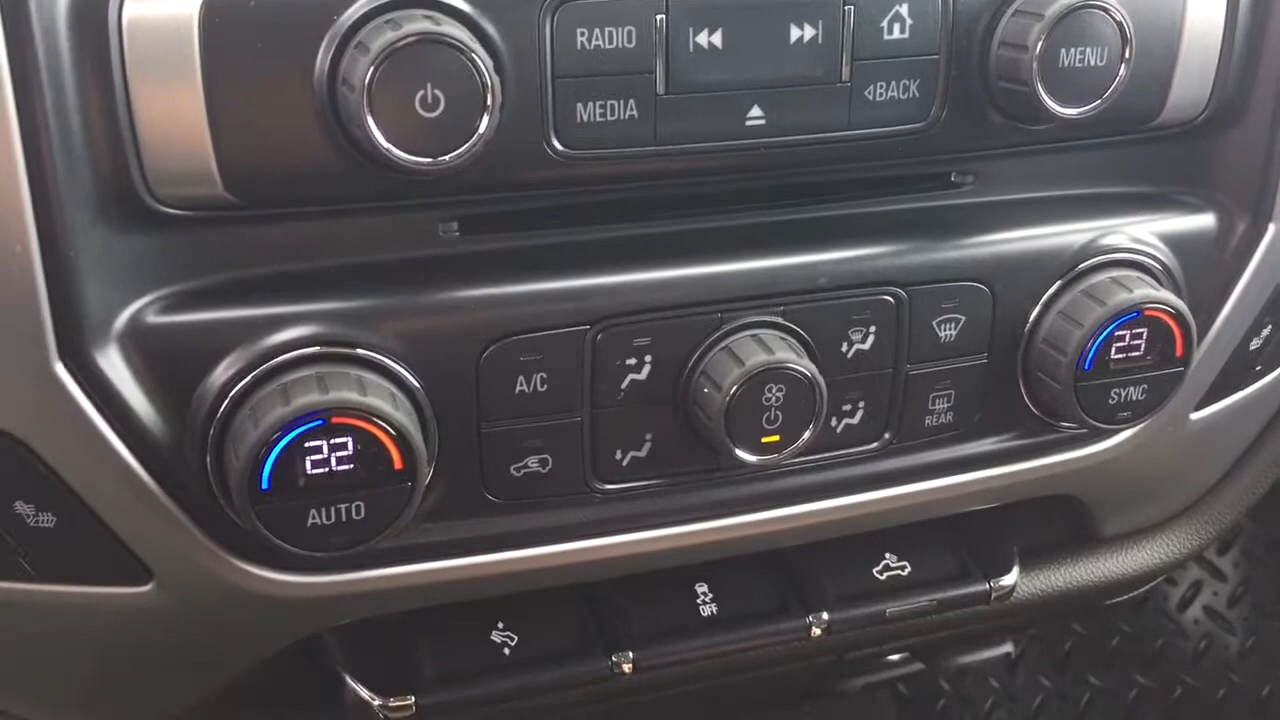 RADIO
MEDIA
BACK
MENU
A/C
REAR
22
AUTO
23
SYNC
OFF